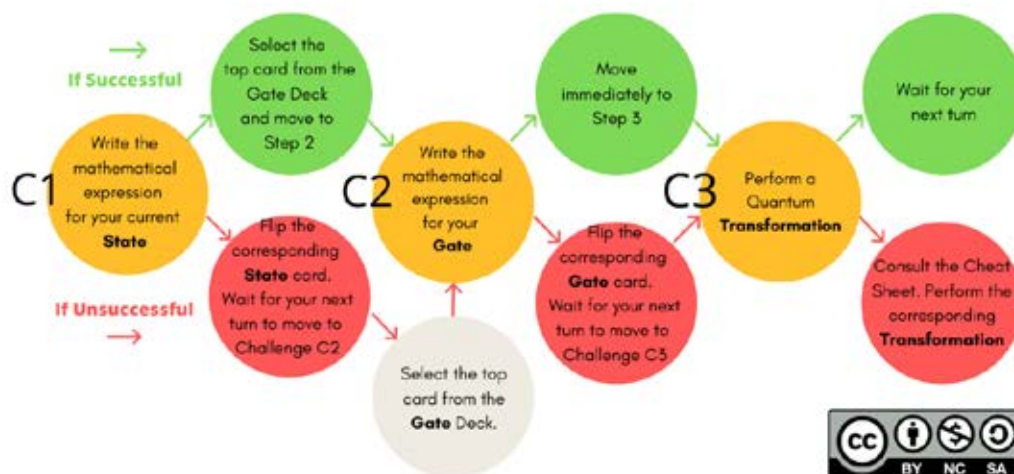 If Successful
Select the
top card from the
Gate Deck
and move to
Step 2
Move
immediately to
Step 3
Wait for your
next turn
C1
Write the
mathematical
expression
for your current
State
C2
Write the
mathematical
expression
for your
Gate
C3
Perform a
Quantum
Transformation
If Unsuccessful
Flip the
corresponding
State card.
Wait for your next
turn to move to
Challenge C2
Select the top
card from the
Gate Deck.
Flip the
corresponding
Gate card.
Wait for your next
turn to move to
Challenge C3
Consult the Cheat
Sheet. Perform the
corresponding
Transformation
CC
BY NC SA